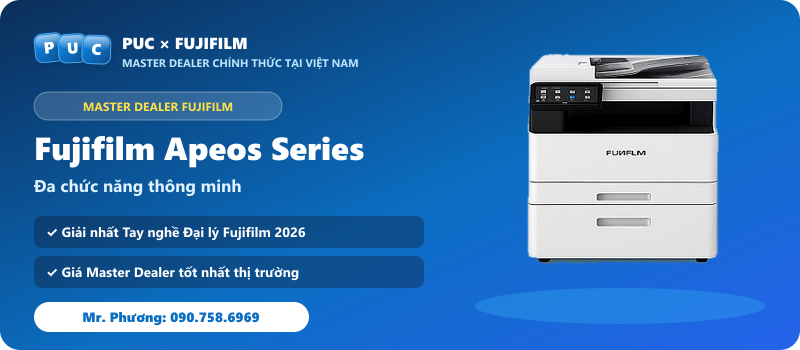 PUC
PUC × FUJIFILM
MASTER DEALER CHÍNH THỨC TẠI VIỆT NAM
MASTER DEALER FUJIFILM
Fujifilm Apeos Series
Đa chức năng thông minh
✓ Giải nhất Tay nghề Đại lý Fujifilm 2026
✓ Giá Master Dealer tốt nhất thị trường
Mr. Phương: 090.758.6969
FUJIFILM